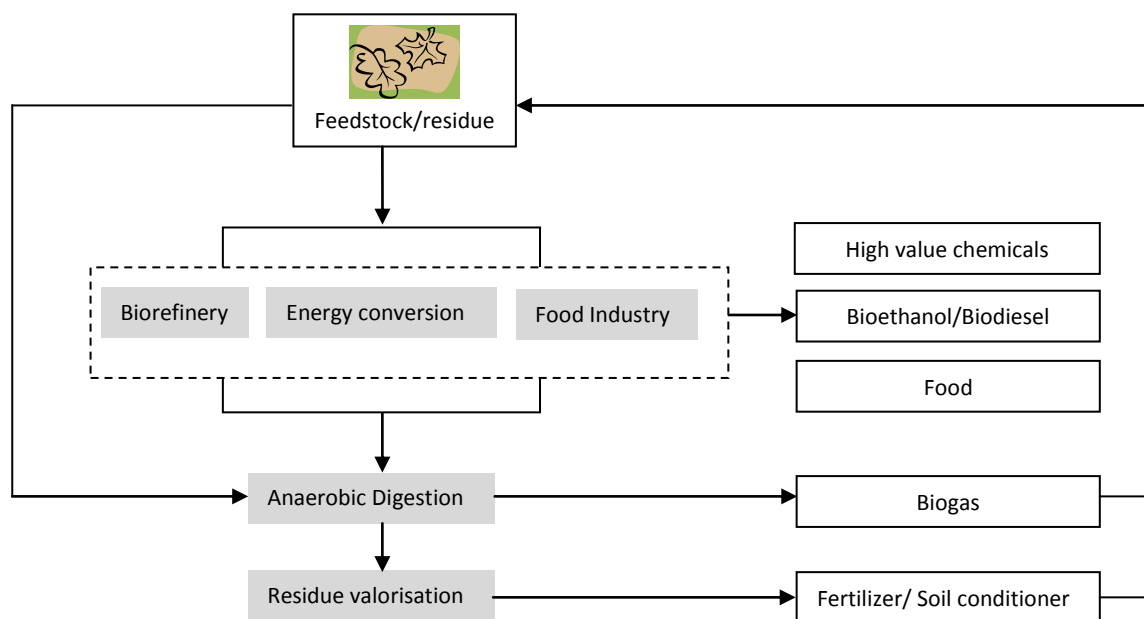 Feedstock/residue
High value chemicals
Biorefinery
Energy conversion
Food Industry
Bioethanol/Biodiesel
Food
Anaerobic Digestion
Biogas
Residue valorisation
Fertilizer/ Soil conditioner